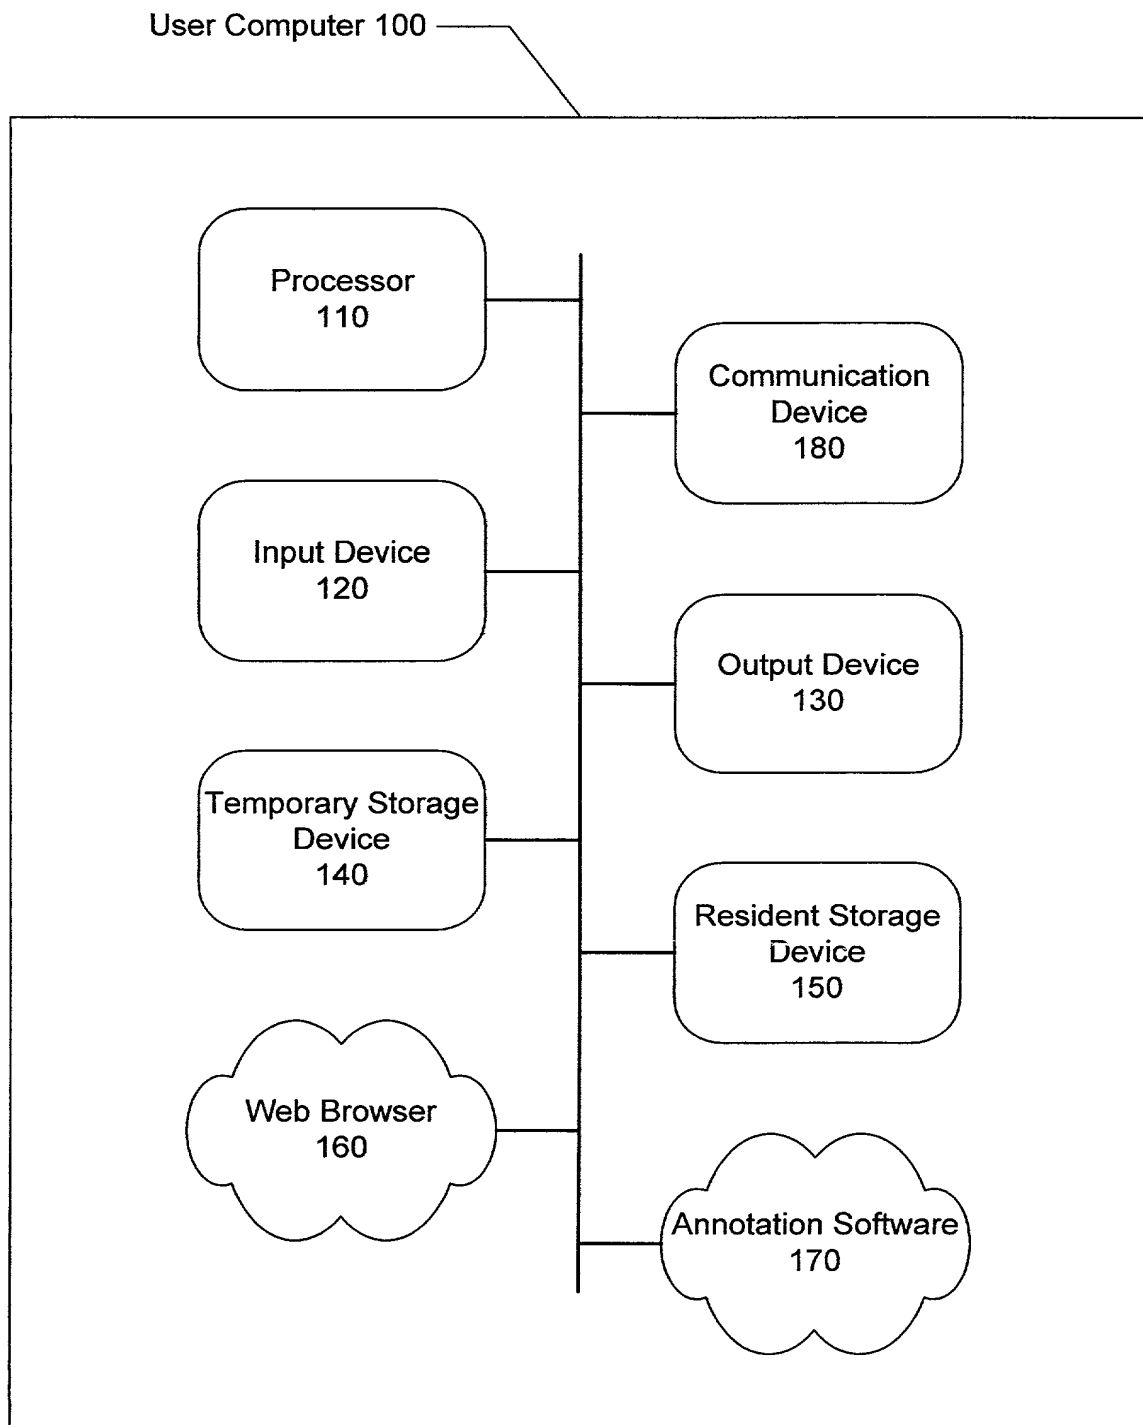 User Computer 100
Processor
110
Communication
Device
180
Input Device
120
Output Device
130
Temporary Storage
Device
140
Resident Storage
Device
150
Web Browser
160
Annotation Software
170